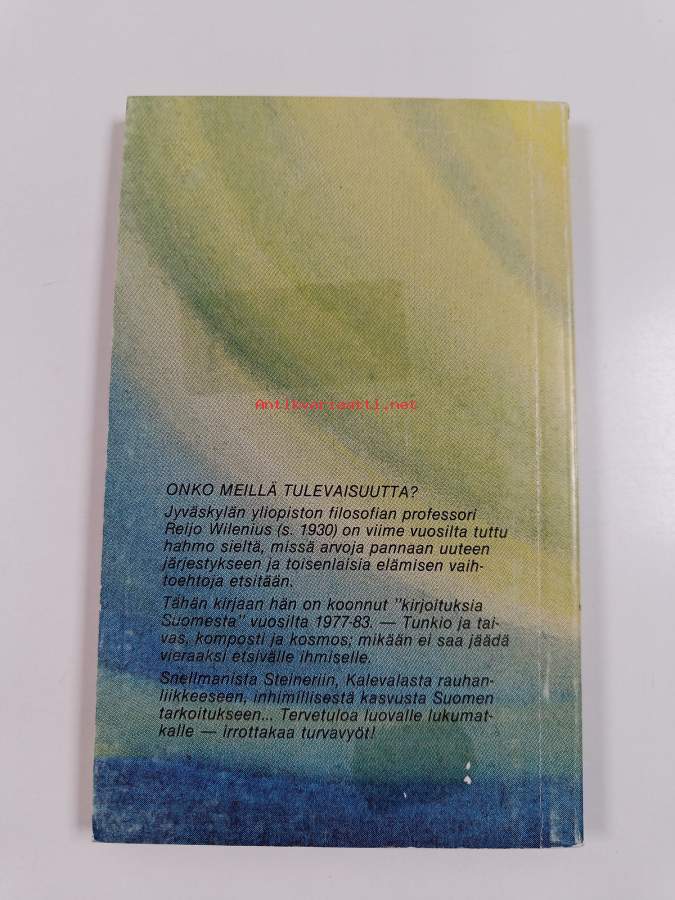 Antikvariaatti.net
ONKO MEILLÄ TULEVAISUUTTA?
Jyväskylän yliopiston filosofian professori
Reijo Wilenius (s. 1930) on viime vuosilta tuttu
hahmo sieltä, missä arvoja pannaan uuteen
järjestykseen ja toisenlaisia elämisen vaih-
toehtoja etsitään.
Tähän kirjaan hän on koonnut "kirjoituksia
Suomesta" vuosilta 1977-83. — Tunkio ja tai-
vas, komposti ja kosmos; mikään ei saa jäädä
vieraaksi etsivälle ihmiselle.
Snellmanista Steineriin, Kalevalasta rauhan-
liikkeeseen, inhimillisestä kasvusta Suomen
tarkoitukseen... Tervetuloa luovalle lukumat-
kalle — irrottakaa turvavyöt!